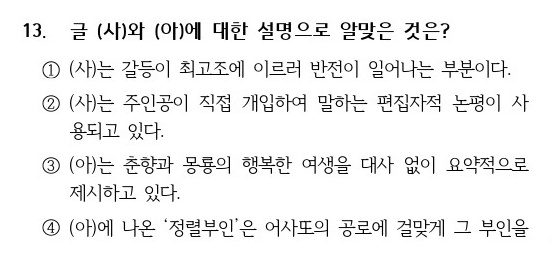 13. 글 (사)와 (아)에 대한 설명으로 알맞은 것은?
① (사)는 갈등이 최고조에 이르러 반전이 일어나는 부분이다.
② (사)는 주인공이 직접 개입하여 말하는 편집자적 논평이 사
용되고 있다.
③ (아)는 춘향과 몽룡의 행복한 여생을 대사 없이 요약적으로
제시하고 있다.
④ (아)에 나온 ‘정렬부인’은 어사또의 공로에 걸맞게 그 부인을